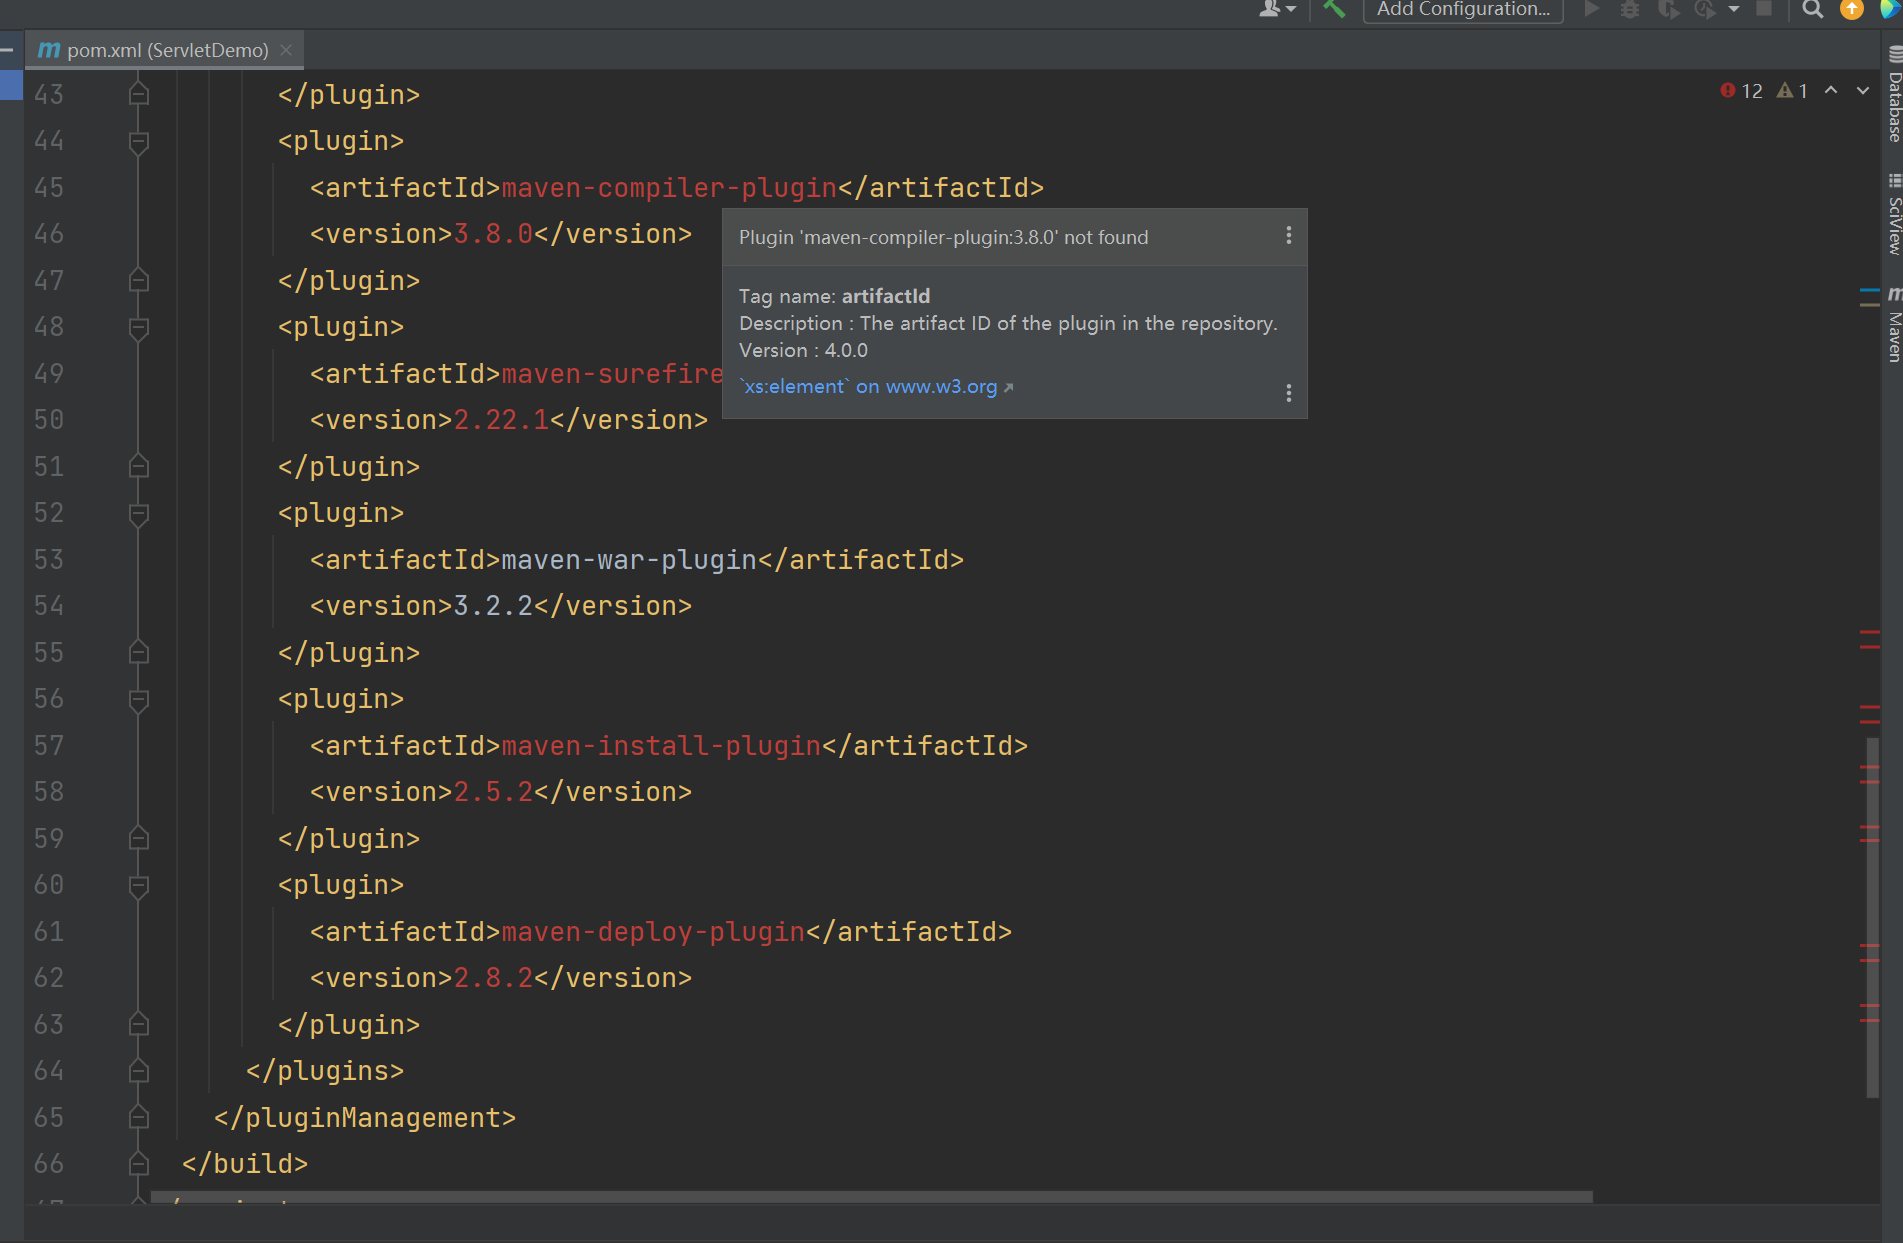 Add Configuration...
m pom.xml (ServletDemo)
12 1
43 </plugin>
44 <plugin>
45 <artifactId>maven-compiler-plugin</artifactId>
46 <version>3.8.0</version>
47 </plugin>
48 <plugin>
49 <artifactId>maven-surefire
50 <version>2.22.1</version>
51 </plugin>
52 <plugin>
53 <artifactId>maven-war-plugin</artifactId>
54 <version>3.2.2</version>
55 </plugin>
56 <plugin>
57 <artifactId>maven-install-plugin</artifactId>
58 <version>2.5.2</version>
59 </plugin>
60 <plugin>
61 <artifactId>maven-deploy-plugin</artifactId>
62 <version>2.8.2</version>
63 </plugin>
64 </plugins>
65 </pluginManagement>
66 </build>
Plugin 'maven-compiler-plugin:3.8.0' not found
Tag name: artifactId
Description : The artifact ID of the plugin in the repository.
Version : 4.0.0
`xs:element` on www.w3.org
Database
SciView
m Maven